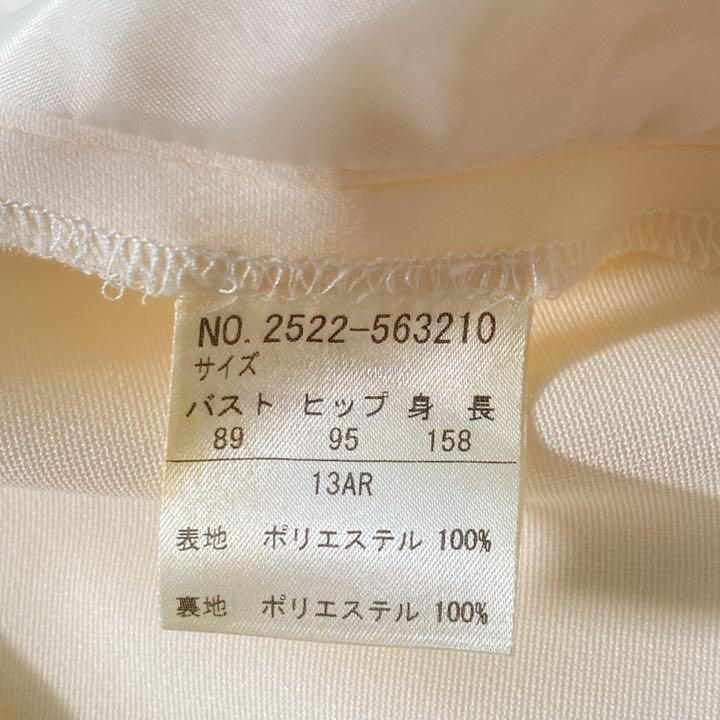 NO. 2522-563210
サイズ
バスト ヒップ 身 長
89 95 158
13AR
表地 ポリエステル 100%
裏地 ポリエステル 100%